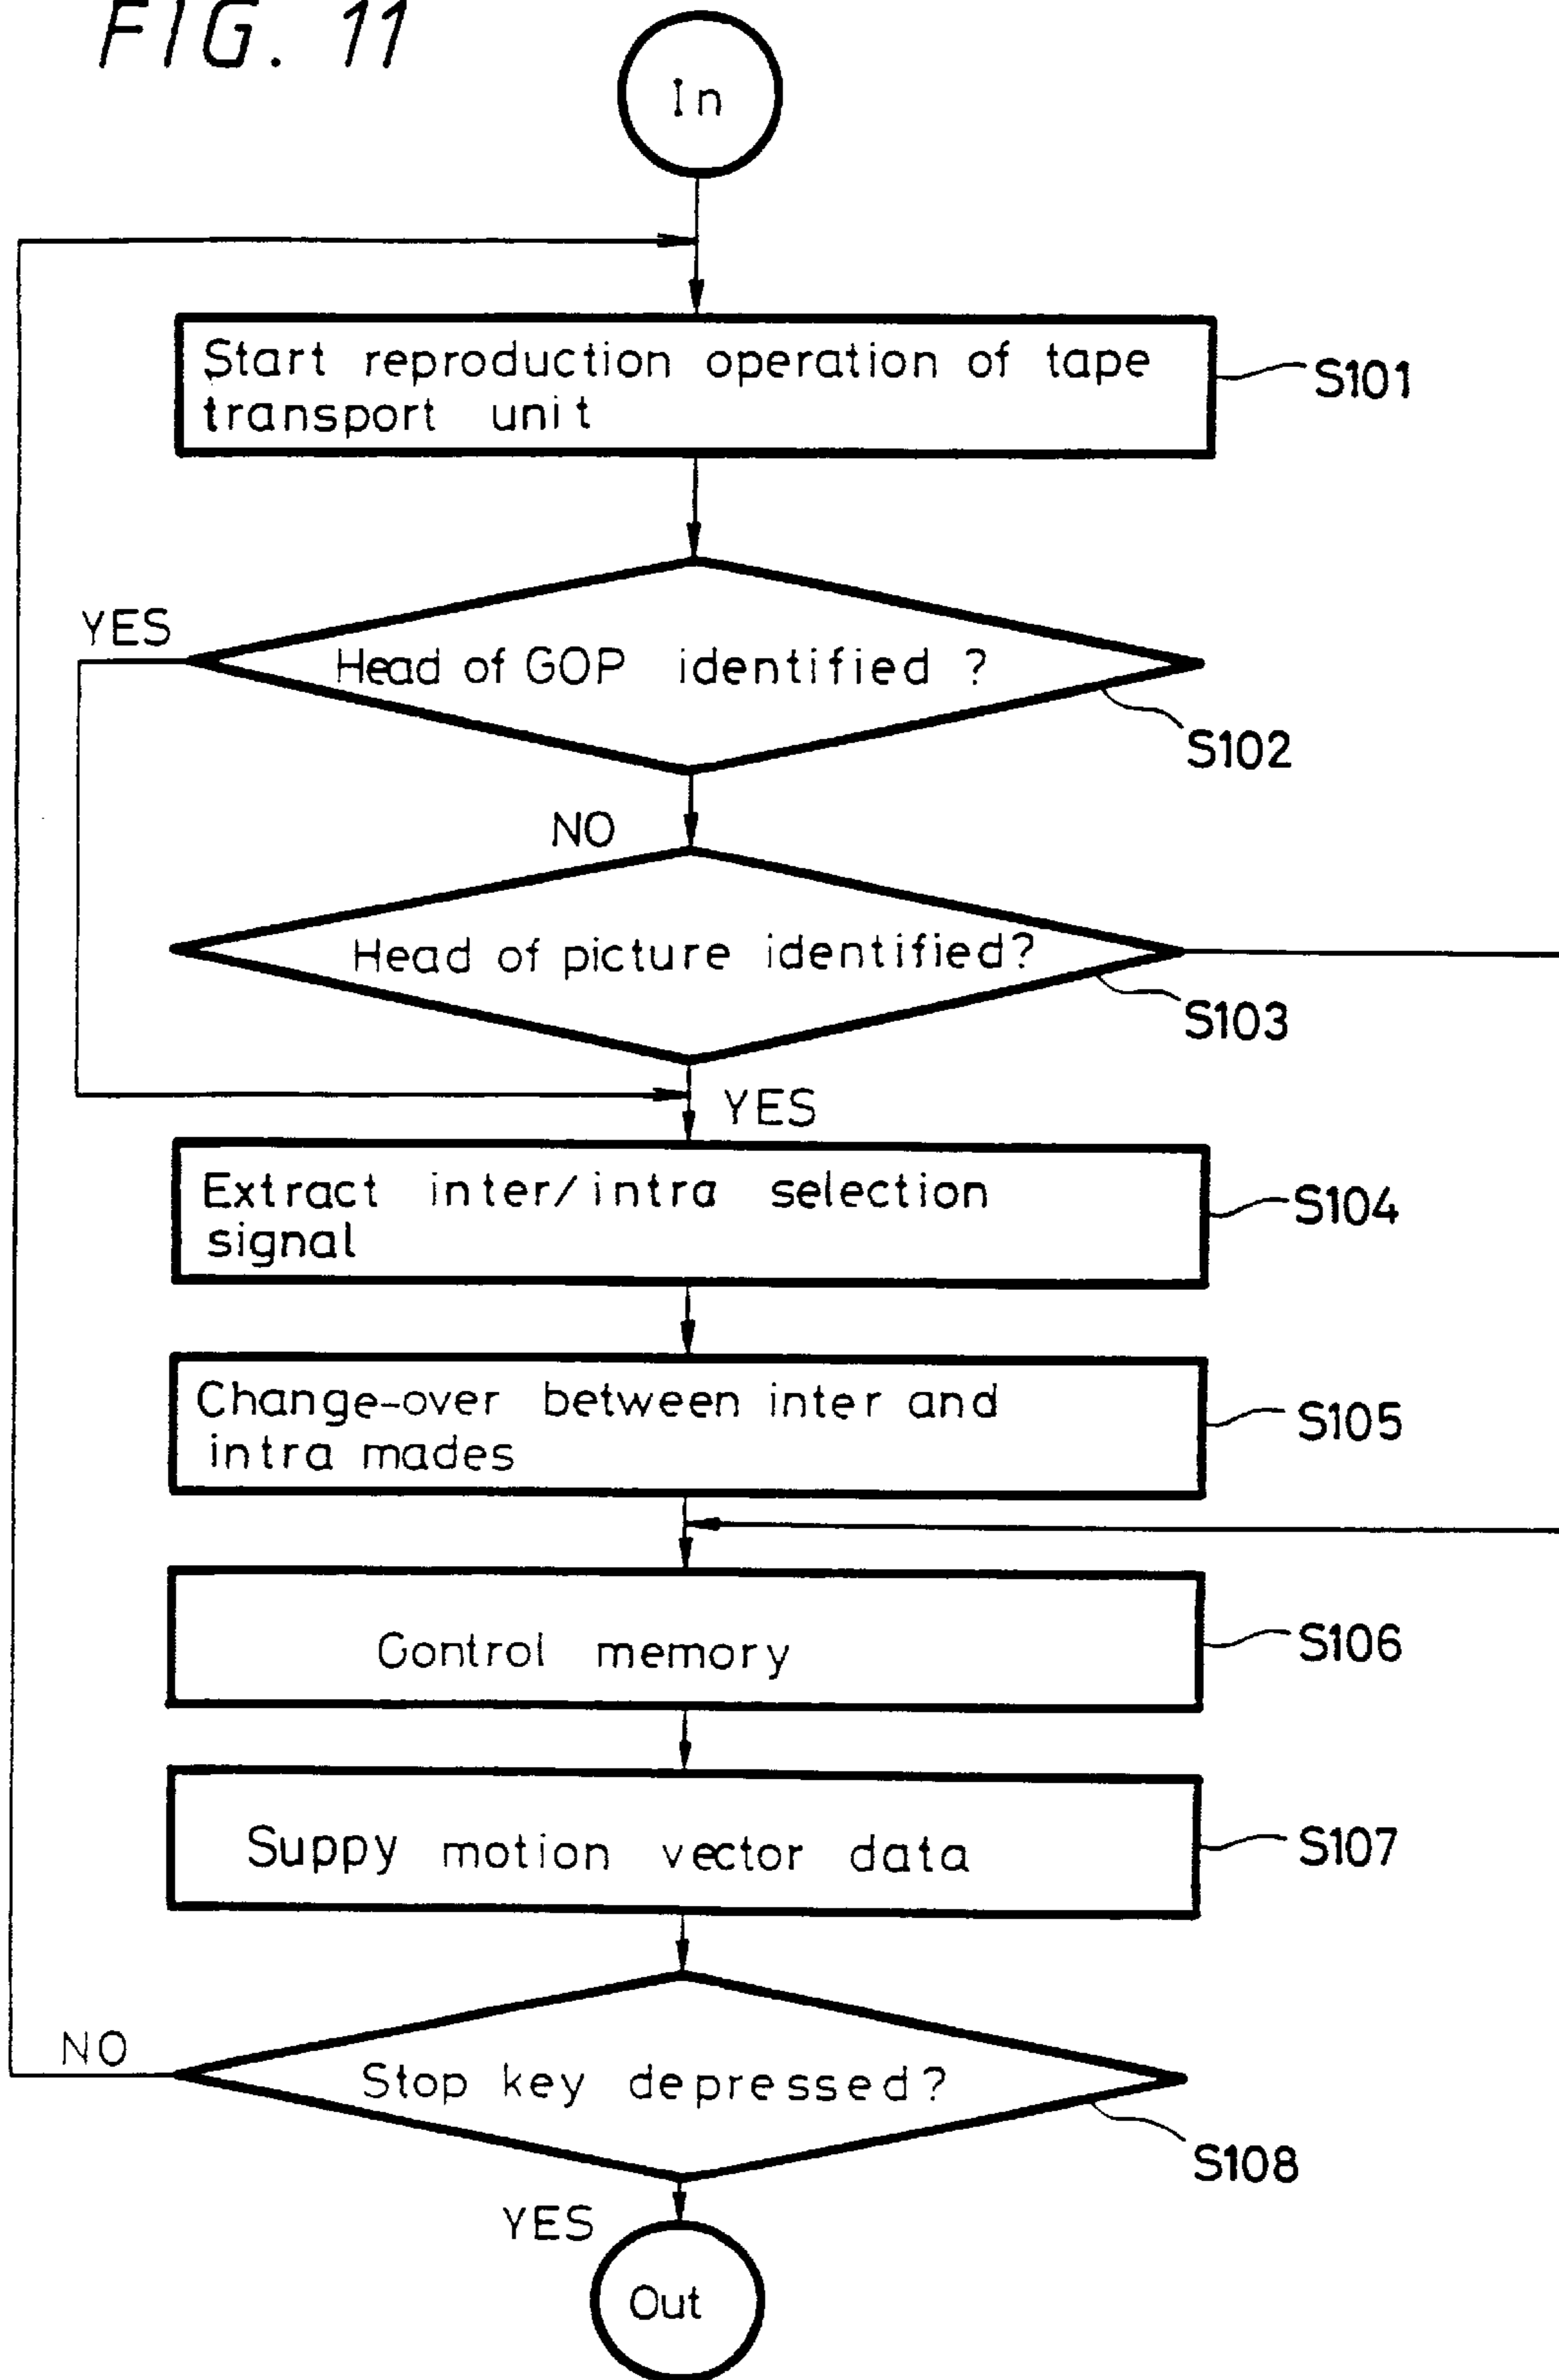 FIG. 11
In
Start reproduction operation of tape
transport unit
S101
YES
Head of GOP identified ?
S102
NO
Head of picture identified?
S103
YES
Extract inter/intra selection
signal
S104
Change-over between inter and
intra mades
S105
Control memory
S106
Suppy motion vector data
S107
NO
Stop key depressed?
S108
YES
Out